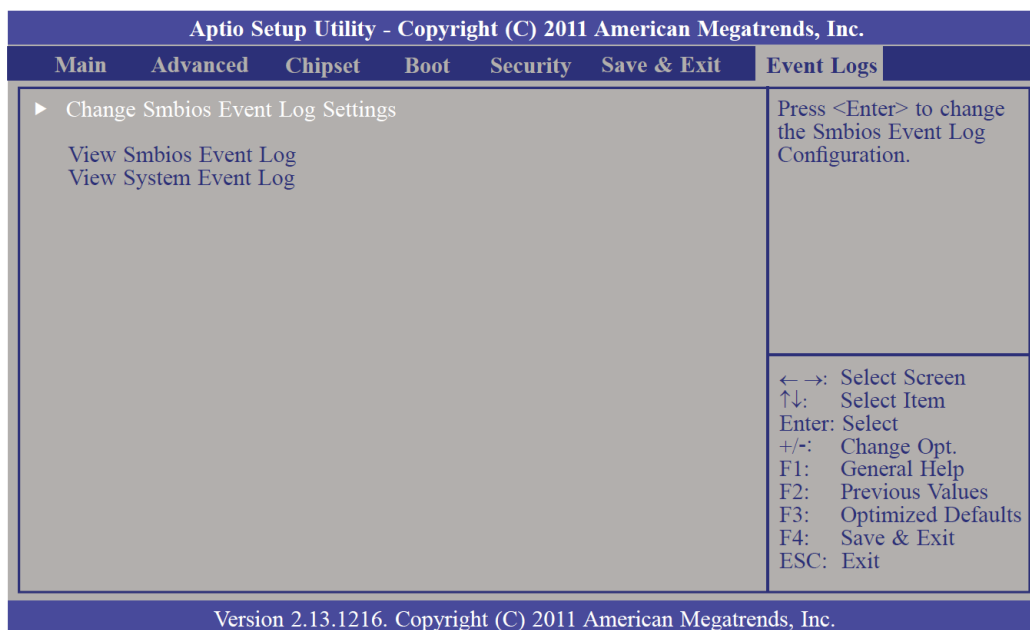 Aptio Setup Utility - Copyright (C) 2011 American Megatrends, Inc.
Main Advanced Chipset Boot Security Save & Exit Event Logs
► Change Smbios Event Log Settings
View Smbios Event Log
View System Event Log
Press <Enter> to change
the Smbios Event Log
Configuration.
← →: Select Screen
↑↓: Select Item
Enter: Select
+/-: Change Opt.
F1: General Help
F2: Previous Values
F3: Optimized Defaults
F4: Save & Exit
ESC: Exit
Version 2.13.1216. Copyright (C) 2011 American Megatrends, Inc.